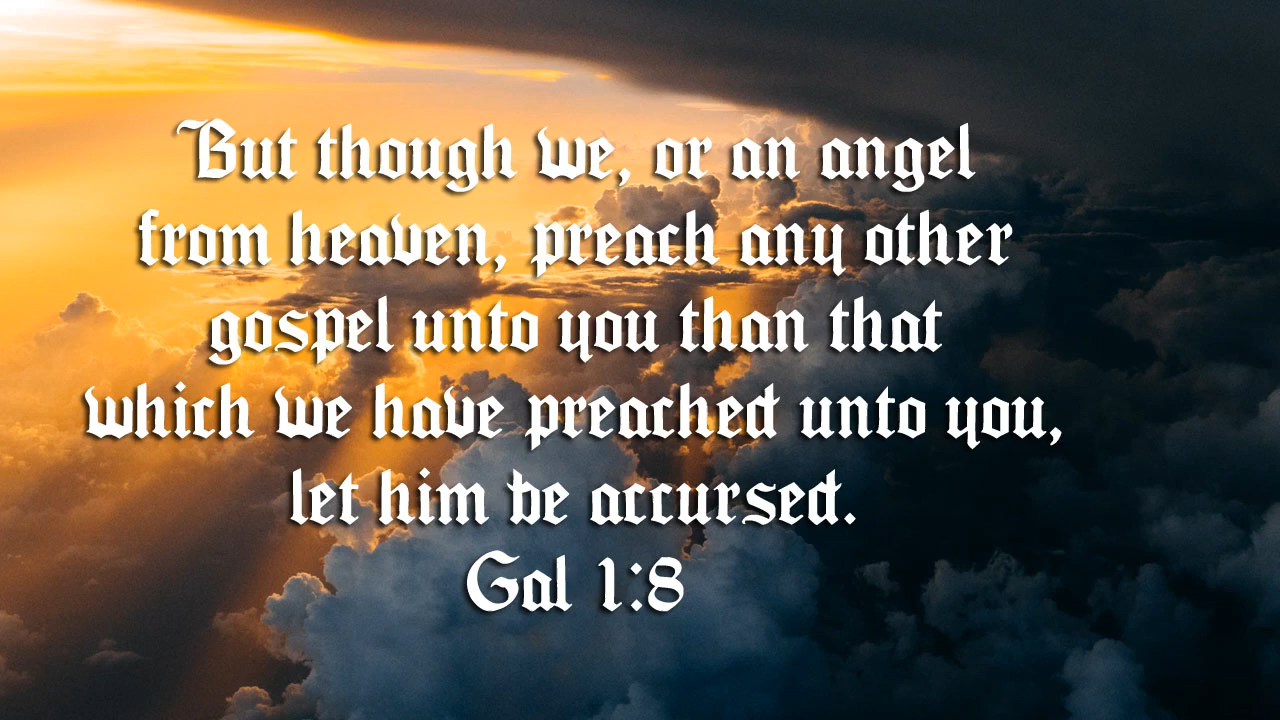 But though we, or an angel
from heaven, preach any other
gospel unto you than that
which we have preached unto you,
let him be accursed.
Gal 1:8